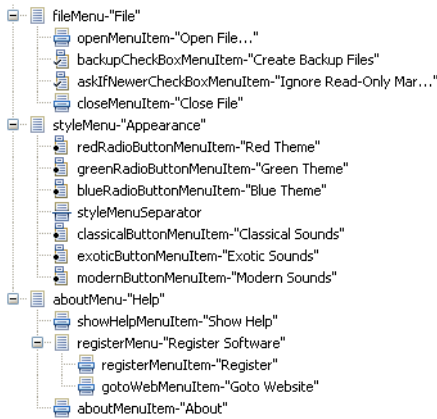 fileMenu-"File"
openMenuItem-"Open File..."
backupCheckBoxMenuItem-"Create Backup Files"
askIfNewerCheckBoxMenuItem-"Ignore Read-Only Mar..."
closeMenuItem-"Close File"
styleMenu-"Appearance"
redRadioButtonMenuItem-"Red Theme"
greenRadioButtonMenuItem-"Green Theme"
blueRadioButtonMenuItem-"Blue Theme"
styleMenuSeparator
classicalButtonMenuItem-"Classical Sounds"
exoticButtonMenuItem-"Exotic Sounds"
modernButtonMenuItem-"Modern Sounds"
aboutMenu-"Help"
showHelpMenuItem-"Show Help"
registerMenu-"Register Software"
registerMenuItem-"Register"
gotoWebMenuItem-"Goto Website"
aboutMenuItem-"About"